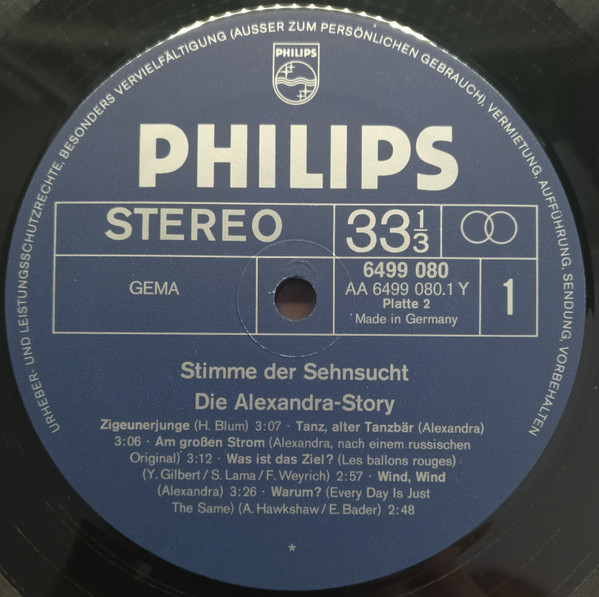 URHEBER- UND LEISTUNGSSCHUTZRECHTE, BESONDERS VERVIELFÄLTIGUNG (AUSSER ZUM PERSÖNLICHEN GEBRAUCH), VERMIETUNG, AUFFÜHRUNG, SENDUNG, VORBEHALTEN
PHILIPS
PHILIPS
STEREO
33 1/3
GEMA
6499 080
AA 6499 080.1 Y
Platte 2
Made in Germany
1
Stimme der Sehnsucht
Die Alexandra-Story
Zigeunerjunge (H. Blum) 3:07 · Tanz, alter Tanzbär (Alexandra)
3:06 · Am großen Strom (Alexandra, nach einem russischen
Original) 3:12 · Was ist das Ziel? (Les ballons rouges)
(Y. Gilbert / S. Lama / F. Weyrich) 2:57 · Wind, Wind
(Alexandra) 3:26 · Warum? (Every Day Is Just
The Same) (A. Hawkshaw / E. Bader) 2:48
*